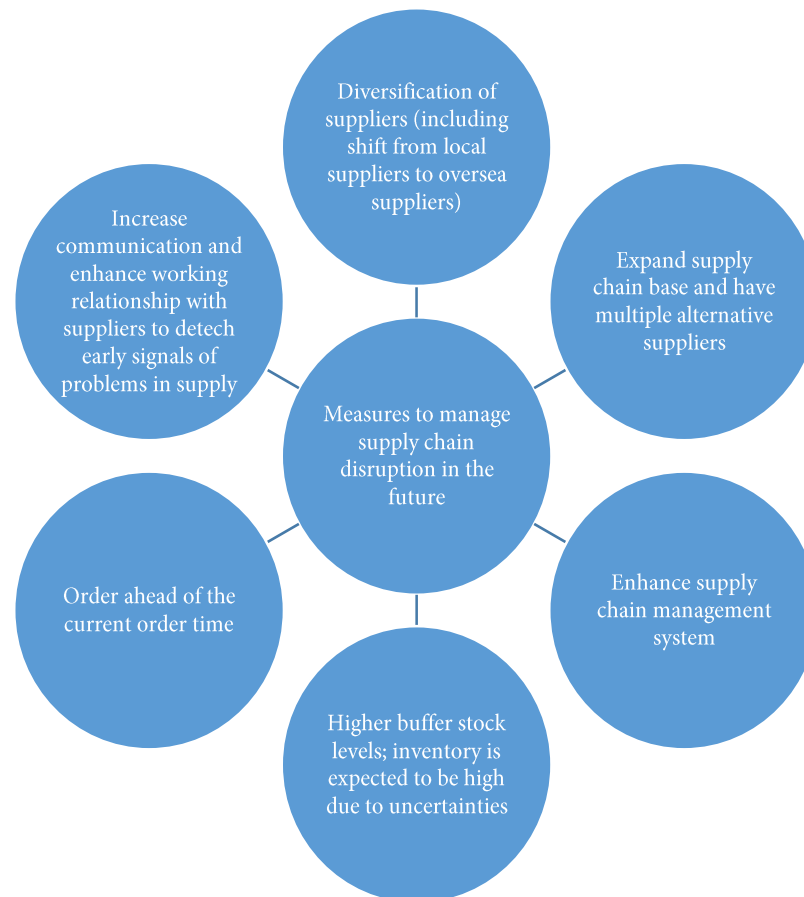 Diversification of
suppliers (including
shift from local
suppliers to oversea
suppliers)
Increase
communication and
enhance working
relationship with
suppliers to detech
early signals of
problems in supply
Expand supply
chain base and have
multiple alternative
suppliers
Measures to manage
supply chain
disruption in the
future
Order ahead of the
current order time
Enhance supply
chain management
system
Higher buffer stock
levels; inventory is
expected to be high
due to uncertainties